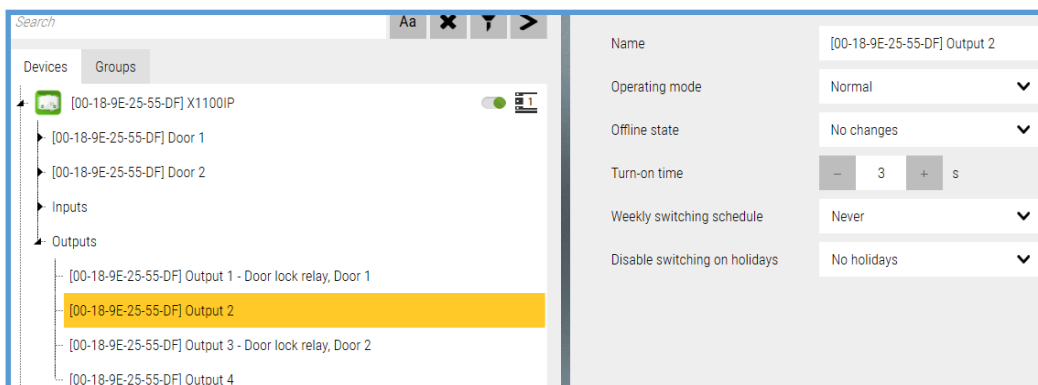 Search
Aa
Devices Groups
[00-18-9E-25-55-DF] X1100IP
1
[00-18-9E-25-55-DF] Door 1
[00-18-9E-25-55-DF] Door 2
Inputs
Outputs
[00-18-9E-25-55-DF] Output 1 - Door lock relay, Door 1
[00-18-9E-25-55-DF] Output 2
[00-18-9E-25-55-DF] Output 3 - Door lock relay, Door 2
[00-18-9E-25-55-DF] Output 4
Name [00-18-9E-25-55-DF] Output 2
Operating mode Normal
Offline state No changes
Turn-on time − 3 + s
Weekly switching schedule Never
Disable switching on holidays No holidays